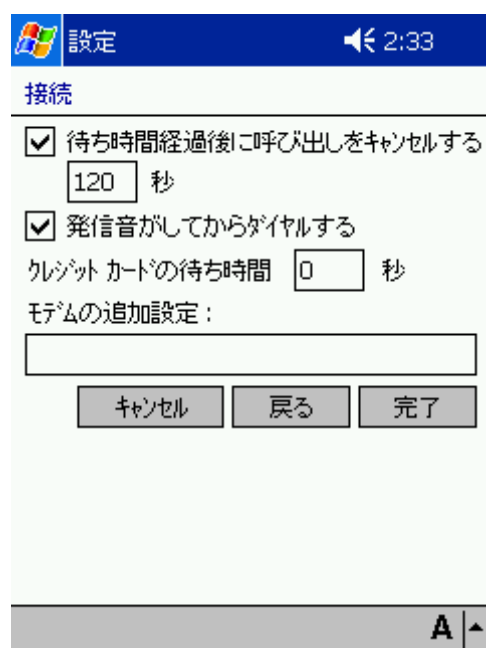 設定 2:33
接続
待ち時間経過後に呼び出しをｷｬﾝｾﾙする
120 秒
発信音がしてからﾀﾞｲﾔﾙする
ｸﾚｼﾞｯﾄ ｶｰﾄﾞの待ち時間 0 秒
ﾓﾃﾞﾑの追加設定：
ｷｬﾝｾﾙ 戻る 完了
A